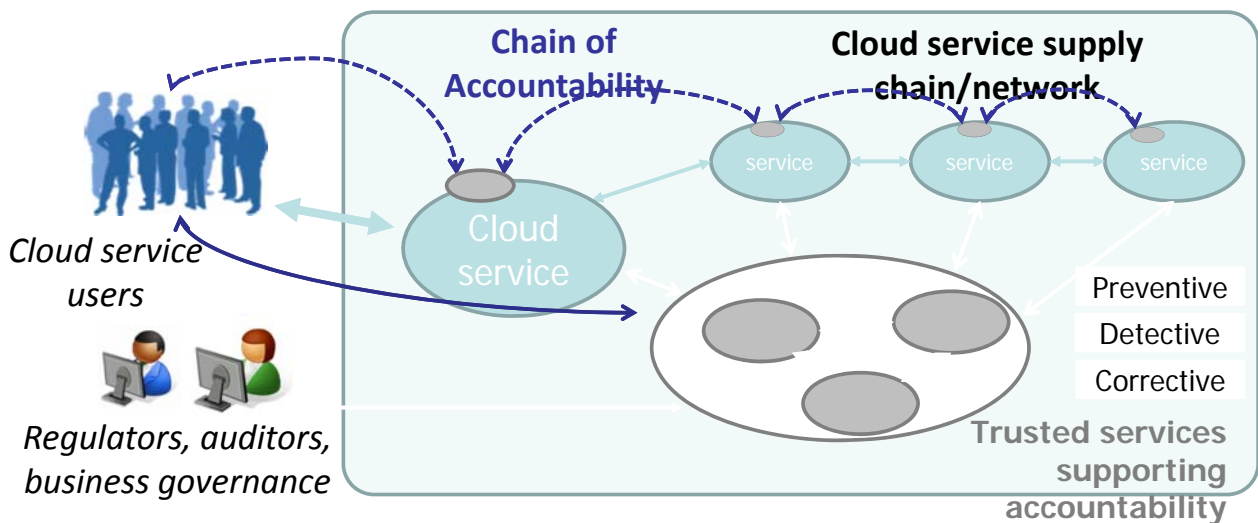 Chain of
Accountability
Cloud service supply
chain/network
service
service
service
Cloud
service
Cloud service
users
Preventive
Detective
Corrective
Regulators, auditors,
business governance
Trusted services
supporting
accountability